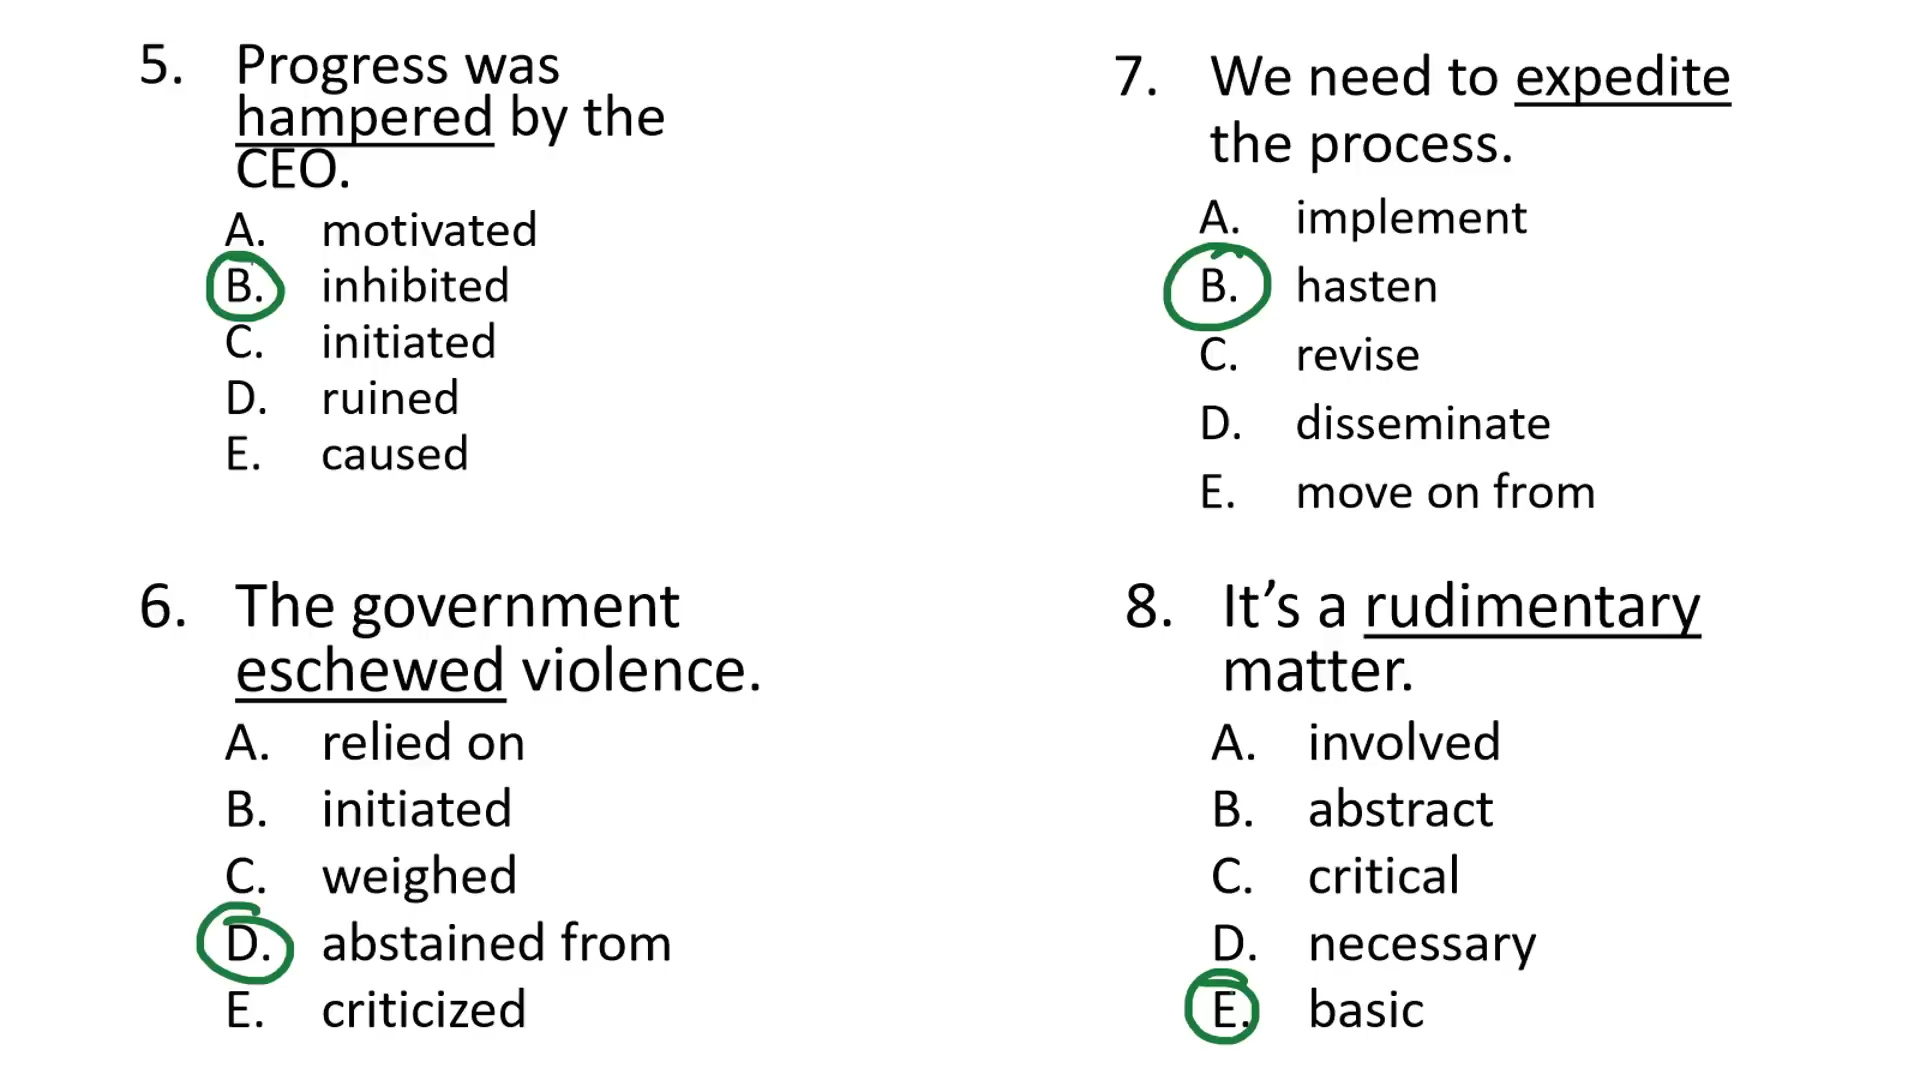 5. Progress was
hampered by the
CEO.
A. motivated
B. inhibited
C. initiated
D. ruined
E. caused
6. The government
eschewed violence.
A. relied on
B. initiated
C. weighed
D. abstained from
E. criticized
7. We need to expedite
the process.
A. implement
B. hasten
C. revise
D. disseminate
E. move on from
8. It’s a rudimentary
matter.
A. involved
B. abstract
C. critical
D. necessary
E. basic